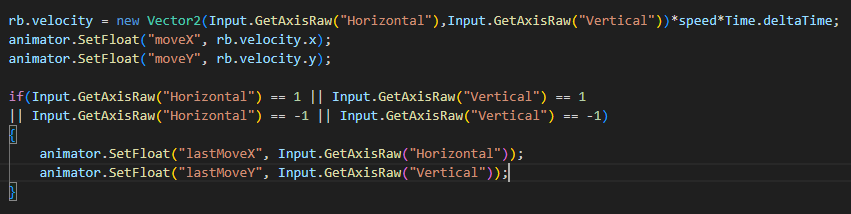 rb.velocity = new Vector2(Input.GetAxisRaw("Horizontal"),Input.GetAxisRaw("Vertical"))*speed*Time.deltaTime;
animator.SetFloat("moveX", rb.velocity.x);
animator.SetFloat("moveY", rb.velocity.y);
if(Input.GetAxisRaw("Horizontal") == 1 || Input.GetAxisRaw("Vertical") == 1
|| Input.GetAxisRaw("Horizontal") == -1 || Input.GetAxisRaw("Vertical") == -1)
{
animator.SetFloat("lastMoveX", Input.GetAxisRaw("Horizontal"));
animator.SetFloat("lastMoveY", Input.GetAxisRaw("Vertical"));
}